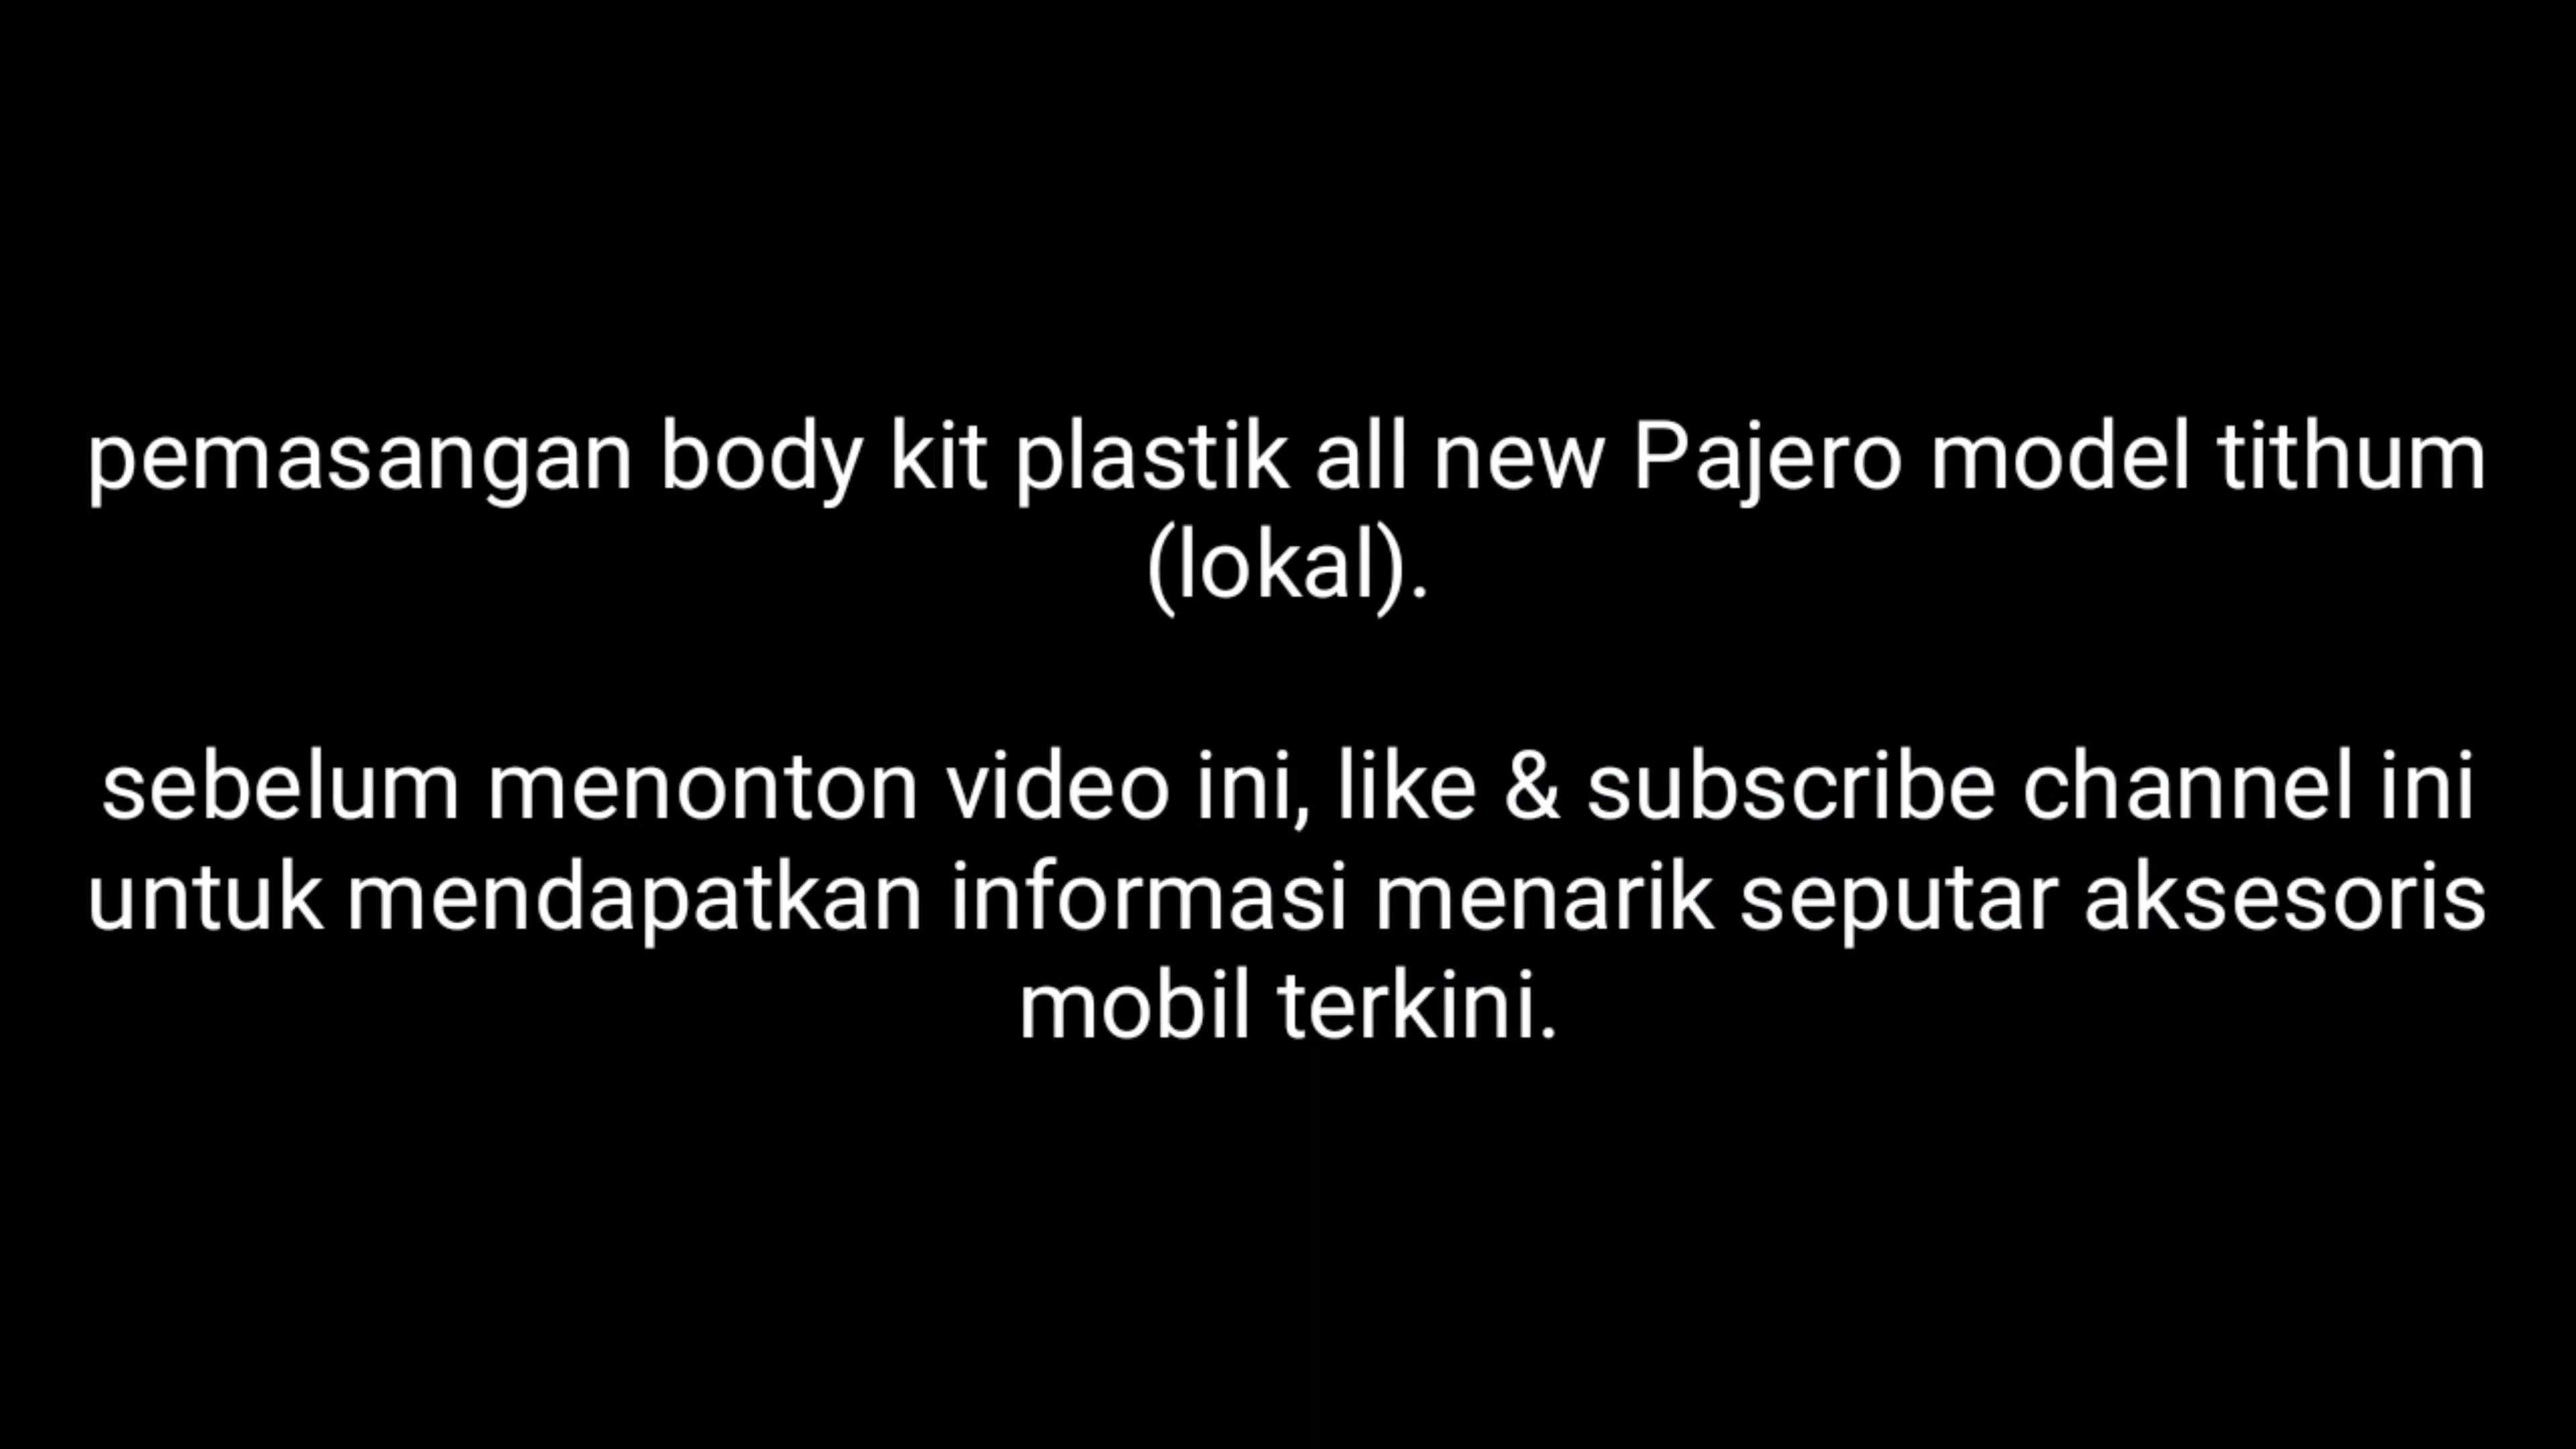 pemasangan body kit plastik all new Pajero model tithum
(lokal).
sebelum menonton video ini, like & subscribe channel ini
untuk mendapatkan informasi menarik seputar aksesoris
mobil terkini.